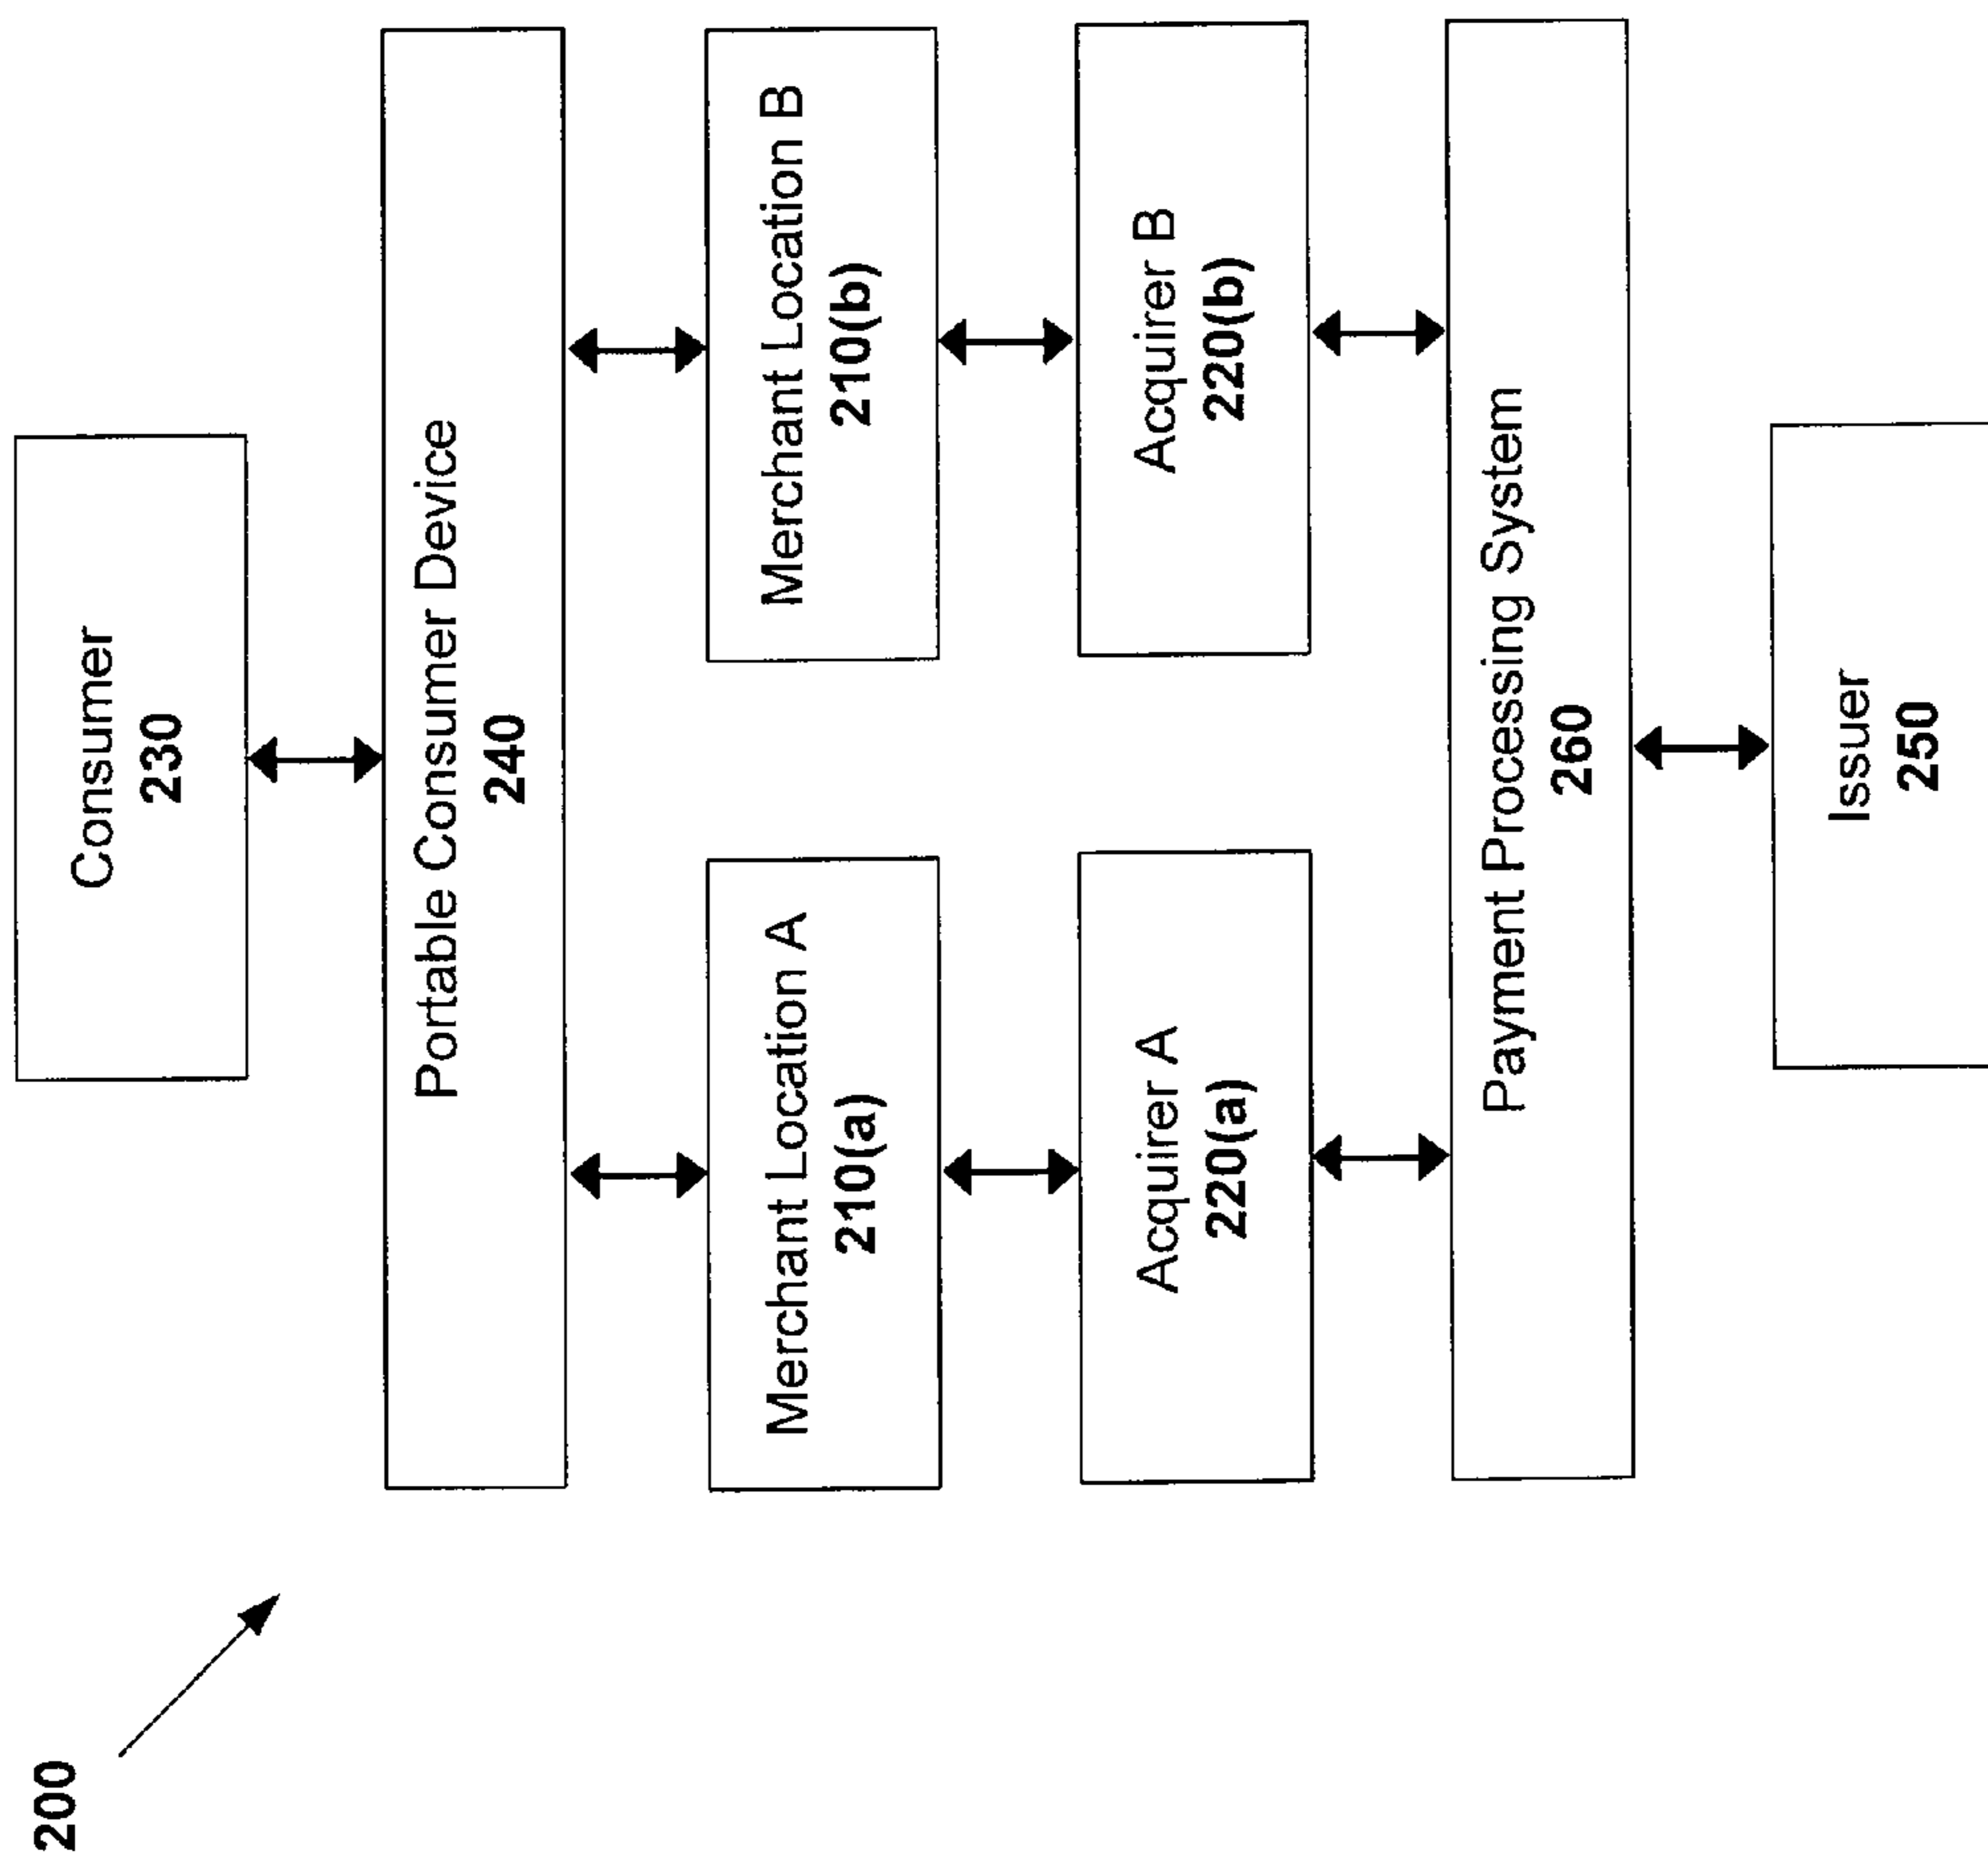 200
Consumer
230
Portable Consumer Device
240
Merchant Location A
210(a)
Merchant Location B
210(b)
Acquirer A
220(a)
Acquirer B
220(b)
Payment Processing System
260
Issuer
250